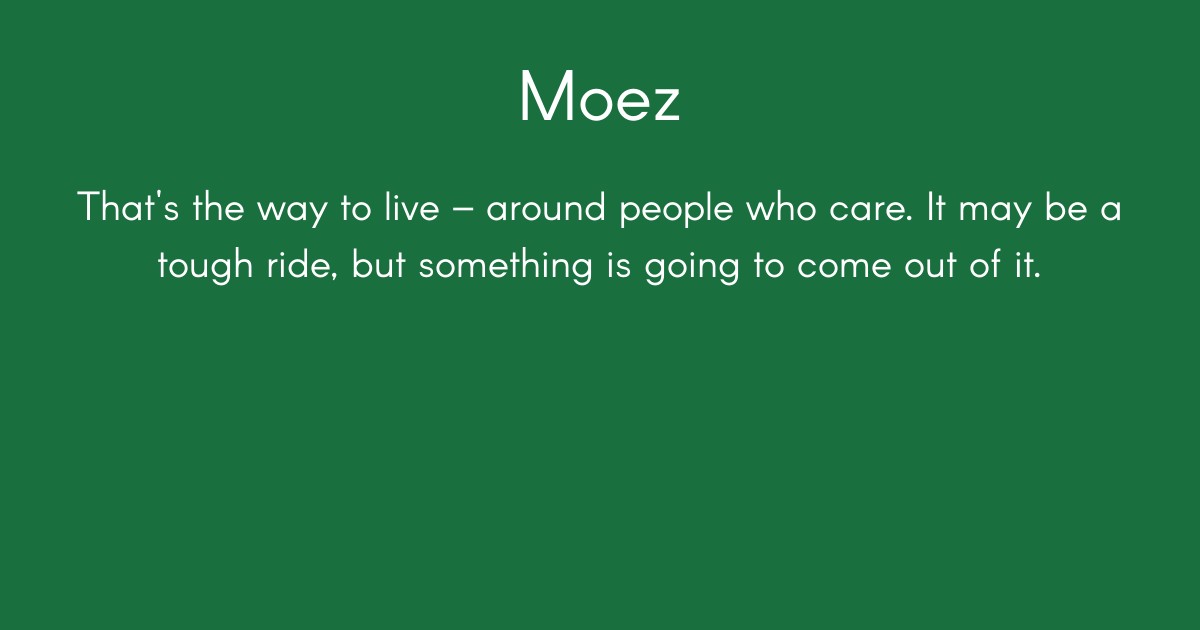 Moez
That's the way to live – around people who care. It may be a
tough ride, but something is going to come out of it.